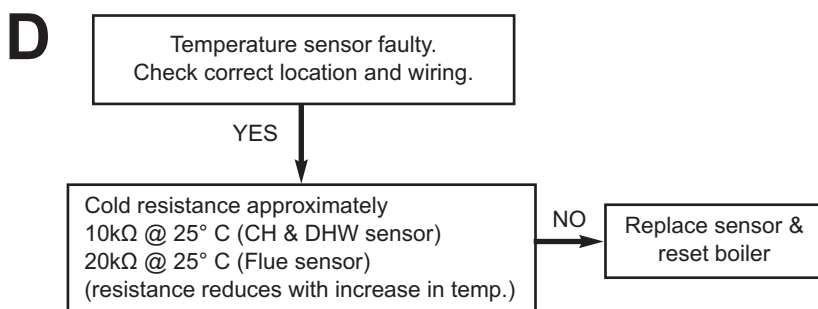 D
Temperature sensor faulty.
Check correct location and wiring.
YES
Cold resistance approximately
10kΩ @ 25° C (CH & DHW sensor)
20kΩ @ 25° C (Flue sensor)
(resistance reduces with increase in temp.)
NO
Replace sensor &
reset boiler